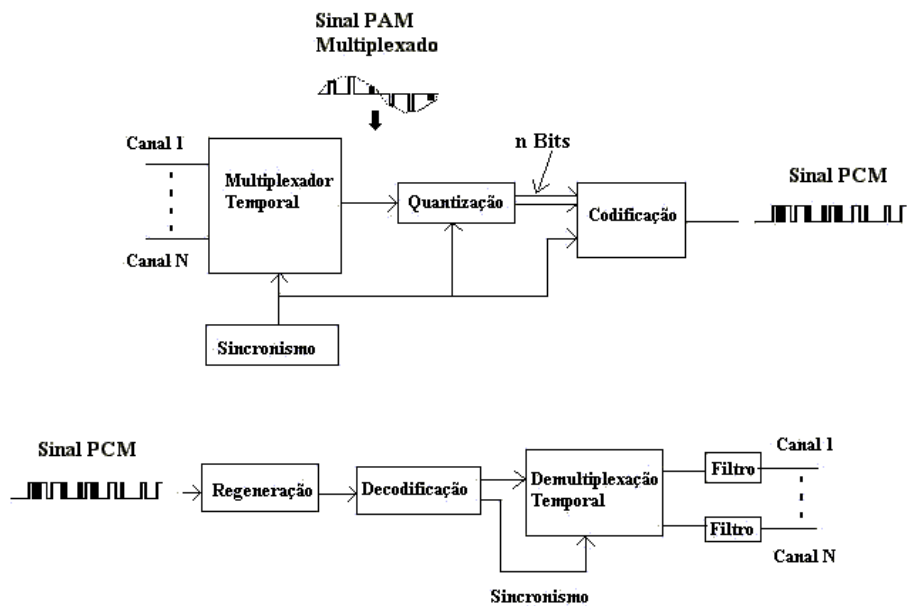 Sinal PAM
Multiplexado
n Bits
Canal 1
Multiplexador
Temporal
Quantização
Codificação
Sinal PCM
Canal N
Sincronismo
Sinal PCM
Regeneração
Decodificação
Demultiplexação
Temporal
Filtro
Canal 1
Filtro
Canal N
Sincronismo